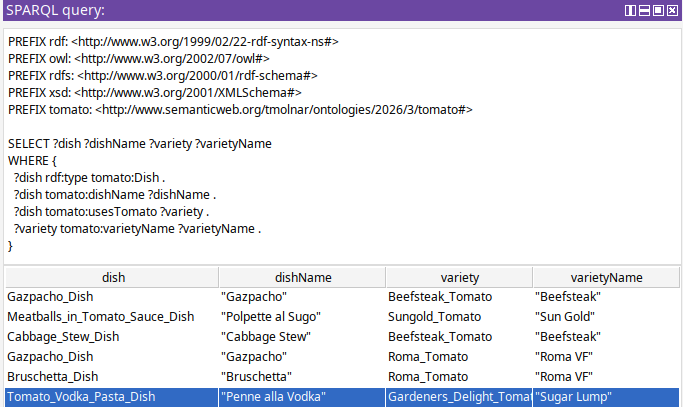 SPARQL query:
PREFIX rdf: <http://www.w3.org/1999/02/22-rdf-syntax-ns#>
PREFIX owl: <http://www.w3.org/2002/07/owl#>
PREFIX rdfs: <http://www.w3.org/2000/01/rdf-schema#>
PREFIX xsd: <http://www.w3.org/2001/XMLSchema#>
PREFIX tomato: <http://www.semanticweb.org/tmolnar/ontologies/2026/3/tomato#>
SELECT ?dish ?dishName ?variety ?varietyName
WHERE {
?dish rdf:type tomato:Dish .
?dish tomato:dishName ?dishName .
?dish tomato:usesTomato ?variety .
?variety tomato:varietyName ?varietyName .
}
dish dishName variety varietyName
Gazpacho_Dish "Gazpacho" Beefsteak_Tomato "Beefsteak"
Meatballs_in_Tomato_Sauce_Dish "Polpette al Sugo" Sungold_Tomato "Sun Gold"
Cabbage_Stew_Dish "Cabbage Stew" Beefsteak_Tomato "Beefsteak"
Gazpacho_Dish "Gazpacho" Roma_Tomato "Roma VF"
Bruschetta_Dish "Bruschetta" Roma_Tomato "Roma VF"
Tomato_Vodka_Pasta_Dish "Penne alla Vodka" Gardeners_Delight_Tomat "Sugar Lump"